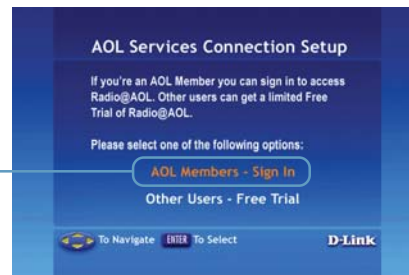 AOL Services Connection Setup
If you're an AOL Member you can sign in to access
Radio@AOL. Other users can get a limited Free
Trial of Radio@AOL.
Please select one of the following options:
AOL Members - Sign In
Other Users - Free Trial
To Navigate ENTER To Select D-Link